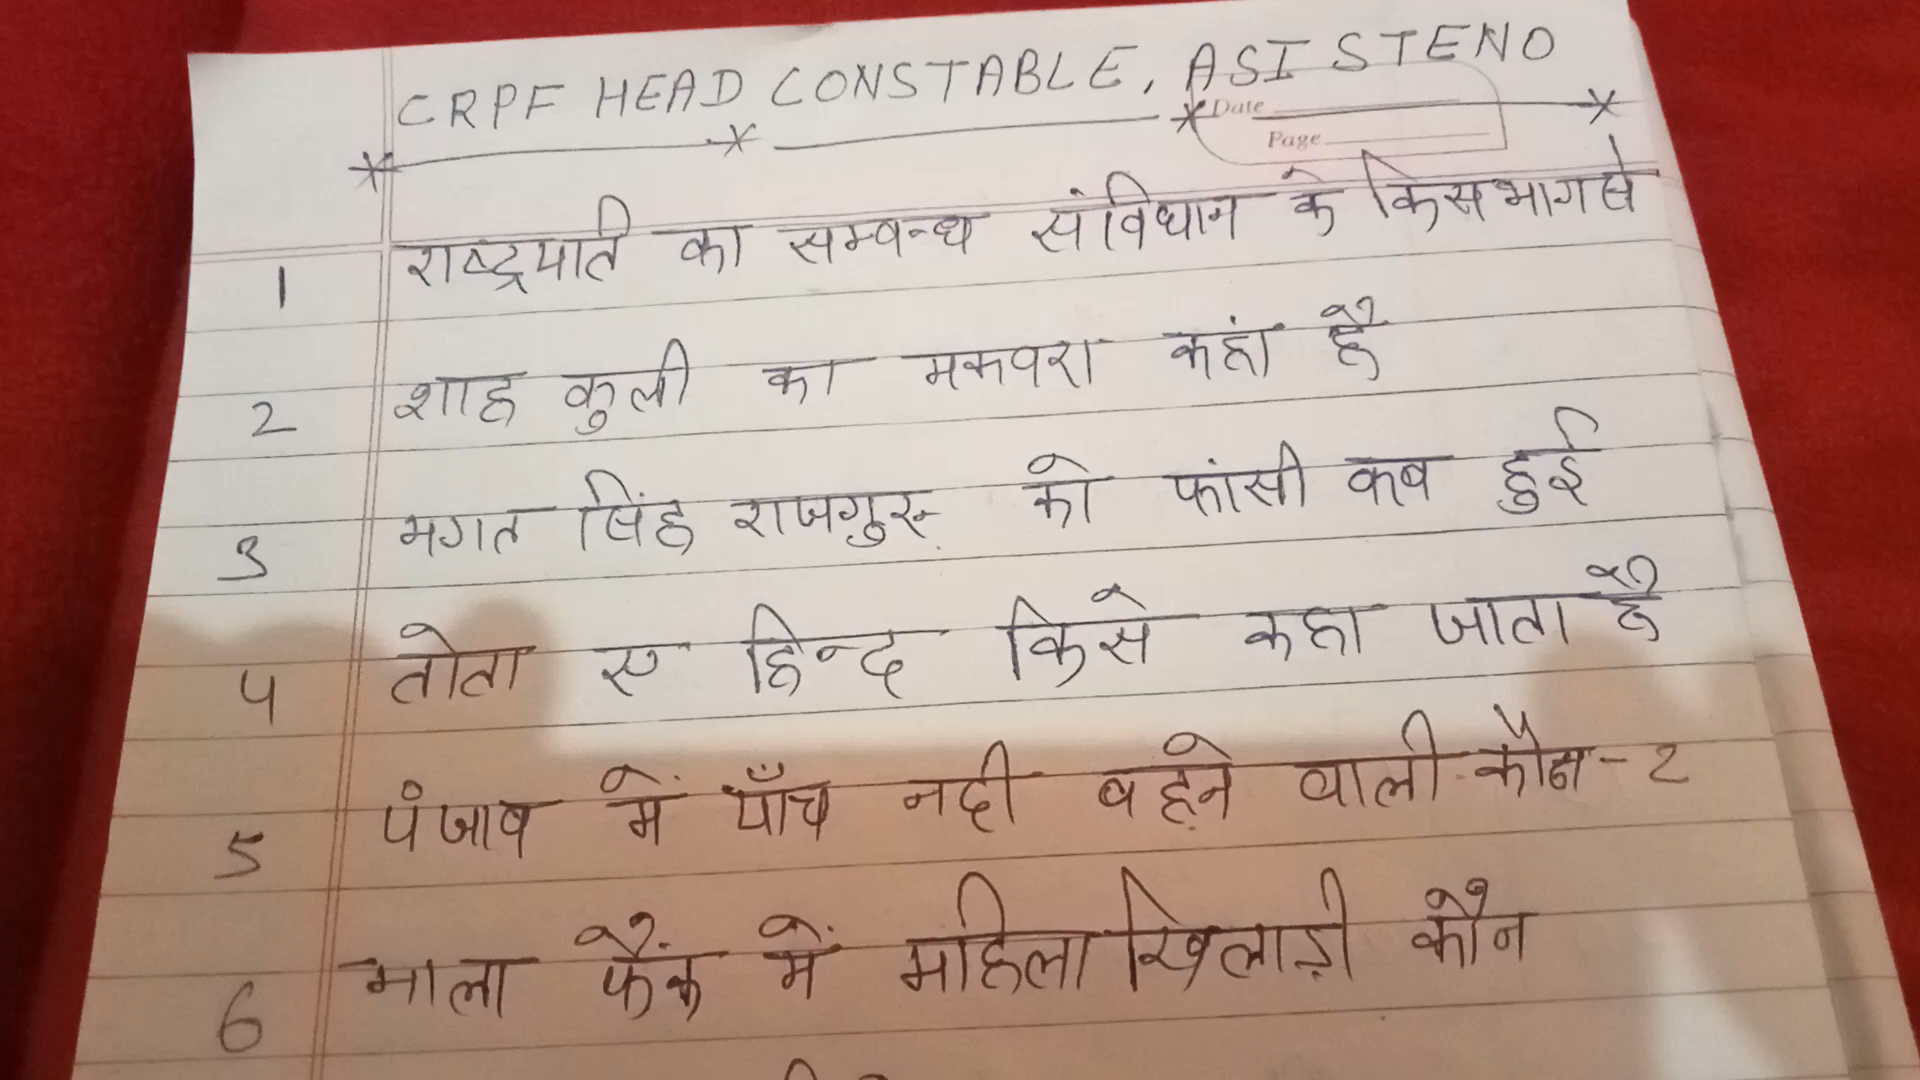 CRPF HEAD CONSTABLE, ASI STENO
Date
Page
1 राष्ट्रपति का सम्बन्ध संविधान के किस भाग से
2 शाह कुली का मकवरा कहां है
3 भगत सिंह राजगुरु को फांसी कब हुई
4 तोता ए हिन्द किसे कहा जाता है
5 पंजाब में पाँच नदी बहने वाली कौन-2
6 भाला फैंक में महिला खिलाड़ी कौन